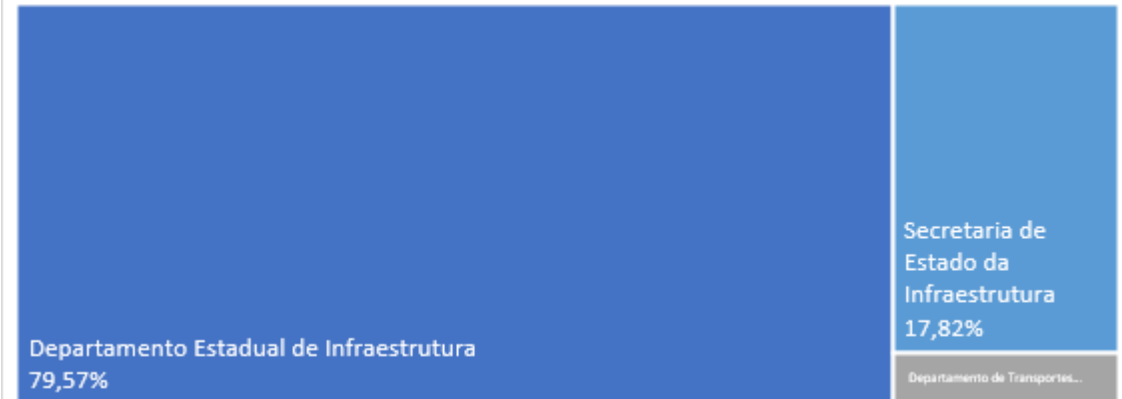 Departamento Estadual de Infraestrutura
79,57%
Secretaria de
Estado da
Infraestrutura
17,82%
Departamento de Transportes...